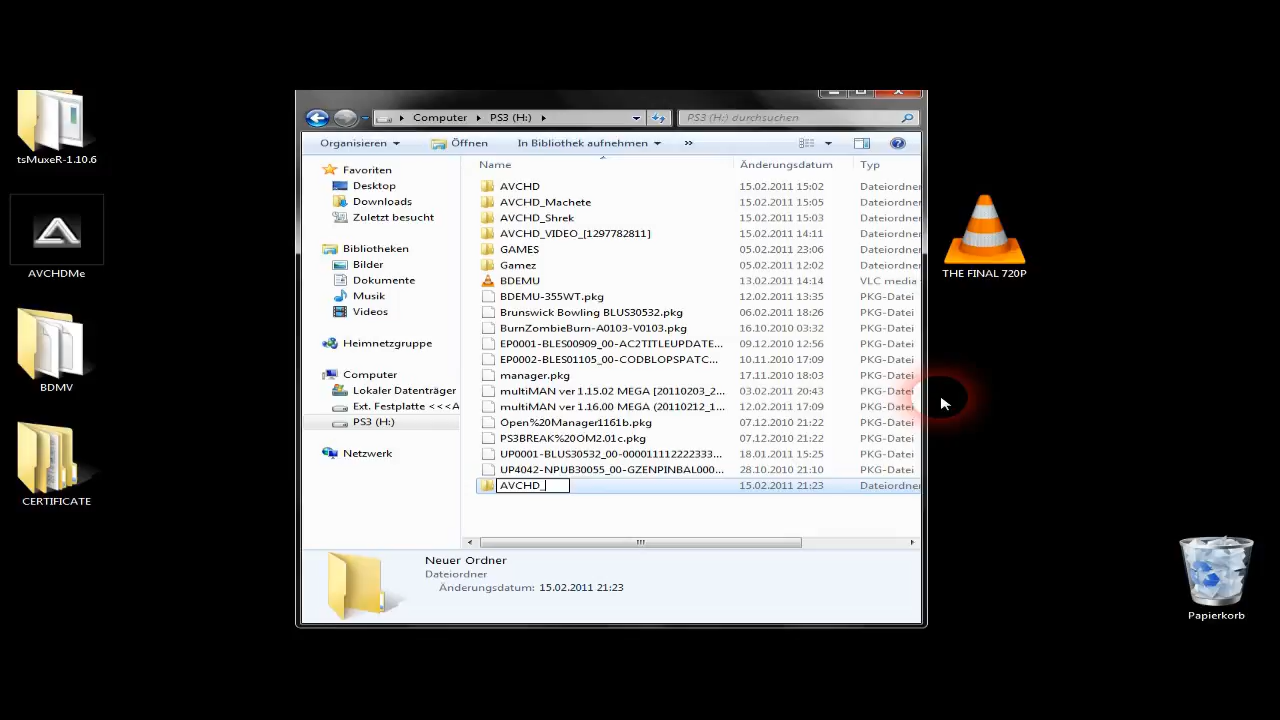 tsMuxeR-1.10.6
AVCHDMe
BDMV
CERTIFICATE
Computer PS3 (H:)
PS3 (H:) durchsuchen
Organisieren Öffnen In Bibliothek aufnehmen »
Favoriten
Desktop
Downloads
Zuletzt besucht
Bibliotheken
Bilder
Dokumente
Musik
Videos
Heimnetzgruppe
Computer
Lokaler Datenträger
Ext. Festplatte <<<A
PS3 (H:)
Netzwerk
Name Änderungsdatum Typ
AVCHD 15.02.2011 15:02 Dateiordner
AVCHD_Machete 15.02.2011 15:05 Dateiordner
AVCHD_Shrek 15.02.2011 15:03 Dateiordner
AVCHD_VIDEO_[1297782811] 15.02.2011 14:11 Dateiordner
GAMES 05.02.2011 23:06 Dateiordner
Gamez 05.02.2011 12:02 Dateiordner
BDEMU 13.02.2011 14:14 VLC media
BDEMU-355WT.pkg 12.02.2011 13:35 PKG-Datei
Brunswick Bowling BLUS30532.pkg 06.02.2011 18:26 PKG-Datei
BurnZombieBurn-A0103-V0103.pkg 16.10.2010 03:32 PKG-Datei
EP0001-BLES00909_00-AC2TITLEUPDATE... 09.12.2010 12:56 PKG-Datei
EP0002-BLES01105_00-CODBLOPSPATC... 10.11.2010 17:09 PKG-Datei
manager.pkg 17.11.2010 18:03 PKG-Datei
multiMAN ver 1.15.02 MEGA [20110203_2... 03.02.2011 20:43 PKG-Datei
multiMAN ver 1.16.00 MEGA (20110212_1... 12.02.2011 17:09 PKG-Datei
Open%20Manager1161b.pkg 07.12.2010 21:22 PKG-Datei
PS3BREAK%20OM2.01c.pkg 07.12.2010 21:22 PKG-Datei
UP0001-BLUS30532_00-000011112222333... 18.01.2011 15:25 PKG-Datei
UP4042-NPUB30055_00-GZENPINBAL000... 28.10.2010 21:10 PKG-Datei
AVCHD_ 15.02.2011 21:23 Dateiordner
Neuer Ordner
Dateiordner
Änderungsdatum: 15.02.2011 21:23
THE FINAL 720P
Papierkorb